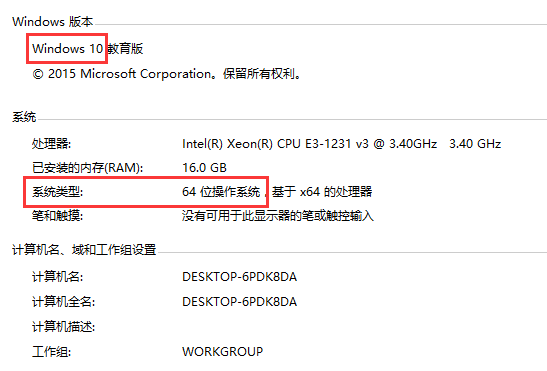 Windows 版本
Windows 10 教育版
© 2015 Microsoft Corporation。保留所有权利。
系统
处理器: Intel(R) Xeon(R) CPU E3-1231 v3 @ 3.40GHz 3.40 GHz
已安装的内存(RAM): 16.0 GB
系统类型: 64 位操作系统，基于 x64 的处理器
笔和触摸: 没有可用于此显示器的笔或触控输入
计算机名、域和工作组设置
计算机名: DESKTOP-6PDK8DA
计算机全名: DESKTOP-6PDK8DA
计算机描述:
工作组: WORKGROUP